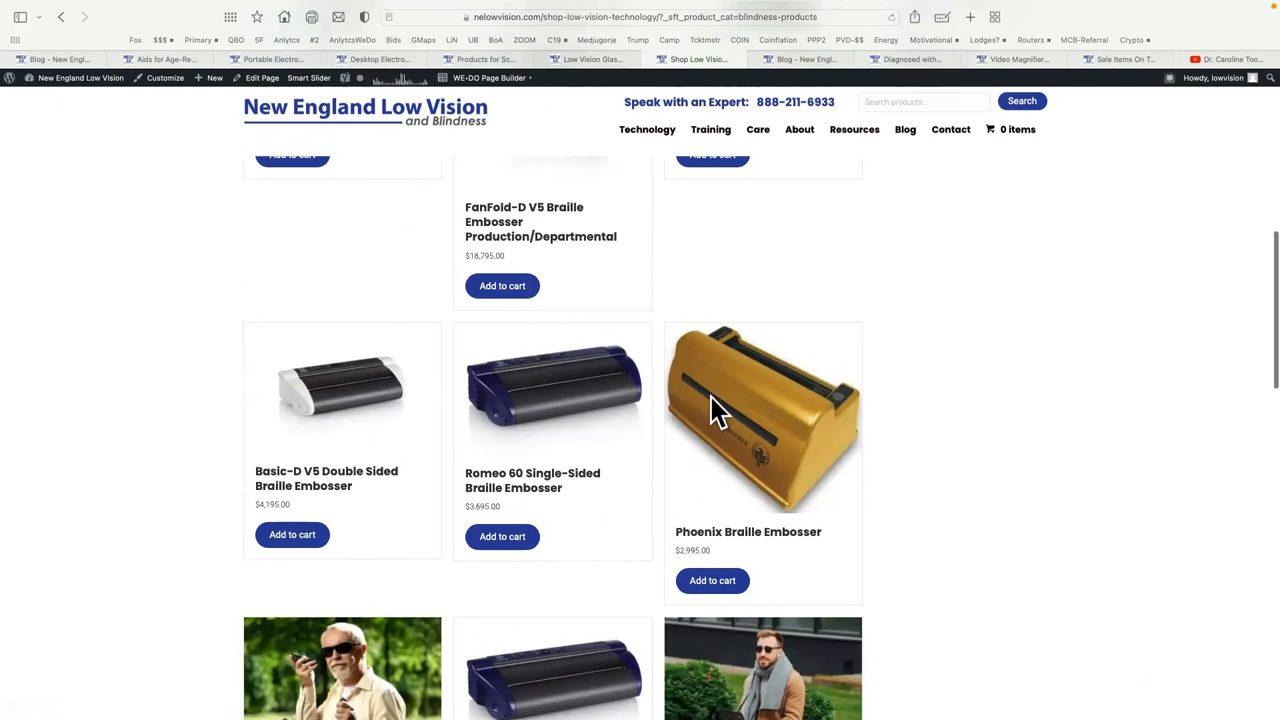 nelowvision.com/shop-low-vision-technology/?_sft_product_cat=blindness-products
Fox $$$ Primary QBO SF Anlytcs #2 AnlytcsWeDo Bids GMaps LiN UB BoA ZOOM C19 Medjugorje Trump Camp Tcktmstr COIN Coinflation PPP2 PVD-$$ Energy Motivational Lodges? Routers MCB-Referral Crypto
Blog - New Engl... Aids for Age-Re... Portable Electro... Desktop Electro... Products for Sc... Low Vision Glas... Shop Low Visio... Blog - New Engl... Diagnosed with... Video Magnifier... Sale Items On T... Dr. Caroline Too...
New England Low Vision Customize New Edit Page Smart Slider WE-DO Page Builder Howdy, lowvision
New England Low Vision
and Blindness
Speak with an Expert: 888-211-6933
Search products..
Search
Technology Training Care About Resources Blog Contact 0 items
Add to cart
Add to cart
FanFold-D V5 Braille
Embosser
Production/Departmental
$18,795.00
Add to cart
Basic-D V5 Double Sided
Braille Embosser
$4,195.00
Add to cart
Romeo 60 Single-Sided
Braille Embosser
$3,695.00
Add to cart
Phoenix Braille Embosser
$2,995.00
Add to cart